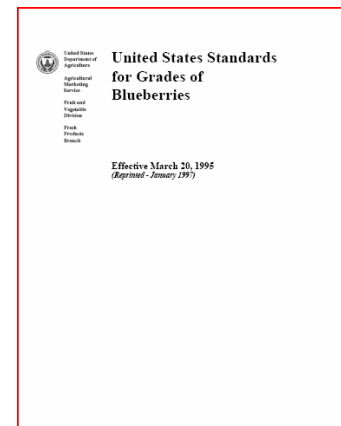 United States
Department of
Agriculture
Agricultural
Marketing
Service
Fruit and
Vegetable
Division
Fresh
Products
Branch
United States Standards
for Grades of
Blueberries
Effective March 20, 1995
(Reprinted - January 1997)